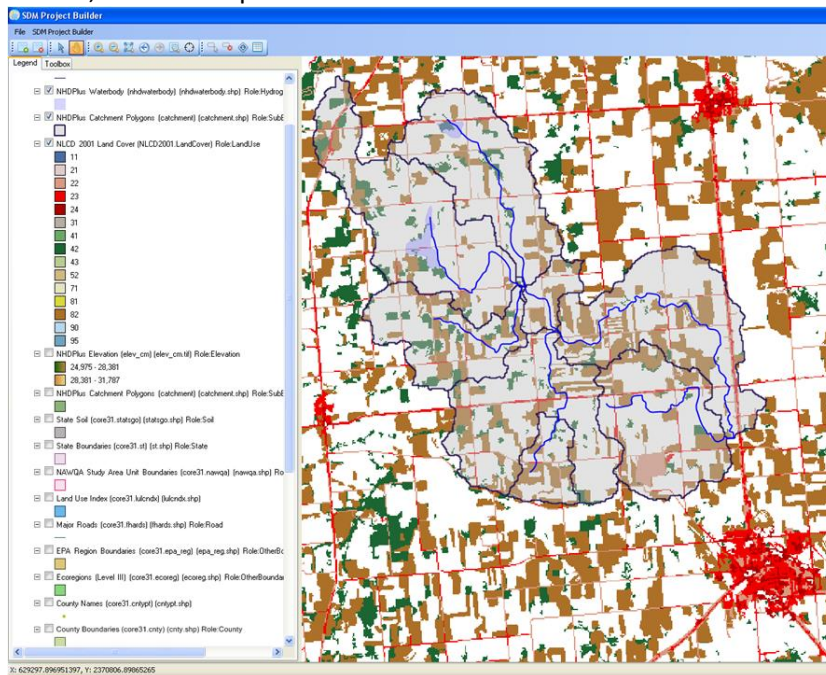 SDM Project Builder
File SDM Project Builder
Legend Toolbox
NHDPlus Waterbody (nhdwaterbody) (nhdwaterbody.shp) Role:Hydrog
NHDPlus Catchment Polygons (catchment) (catchment.shp) Role:SubE
NLCD 2001 Land Cover (NLCD2001.LandCover) Role:LandUse
11
21
22
23
24
31
41
42
43
52
71
81
82
90
95
NHDPlus Elevation (elev_cm) (elev_cm.tif) Role:Elevation
24,975 - 28,381
28,381 - 31,787
NHDPlus Catchment Polygons (catchment) (catchment.shp) Role:SubE
State Soil (core31.statsgo) (statsgo.shp) Role:Soil
State Boundaries (core31.st) (st.shp) Role:State
NAWQA Study Area Unit Boundaries (core31.nawqa) (nawqa.shp) Ro
Land Use Index (core31.lulcndx) (lulcndx.shp)
Major Roads (core31.fhards) (fhards.shp) Role:Road
EPA Region Boundaries (core31.epa_reg) (epa_reg.shp) Role:OtherBo
Ecoregions (Level III) (core31.ecoreg) (ecoreg.shp) Role:OtherBounda
County Names (core31.cntypt) (cntypt.shp)
County Boundaries (core31.cnty) (cnty.shp) Role:County
X: 629297.896951397, Y: 2370806.89865265